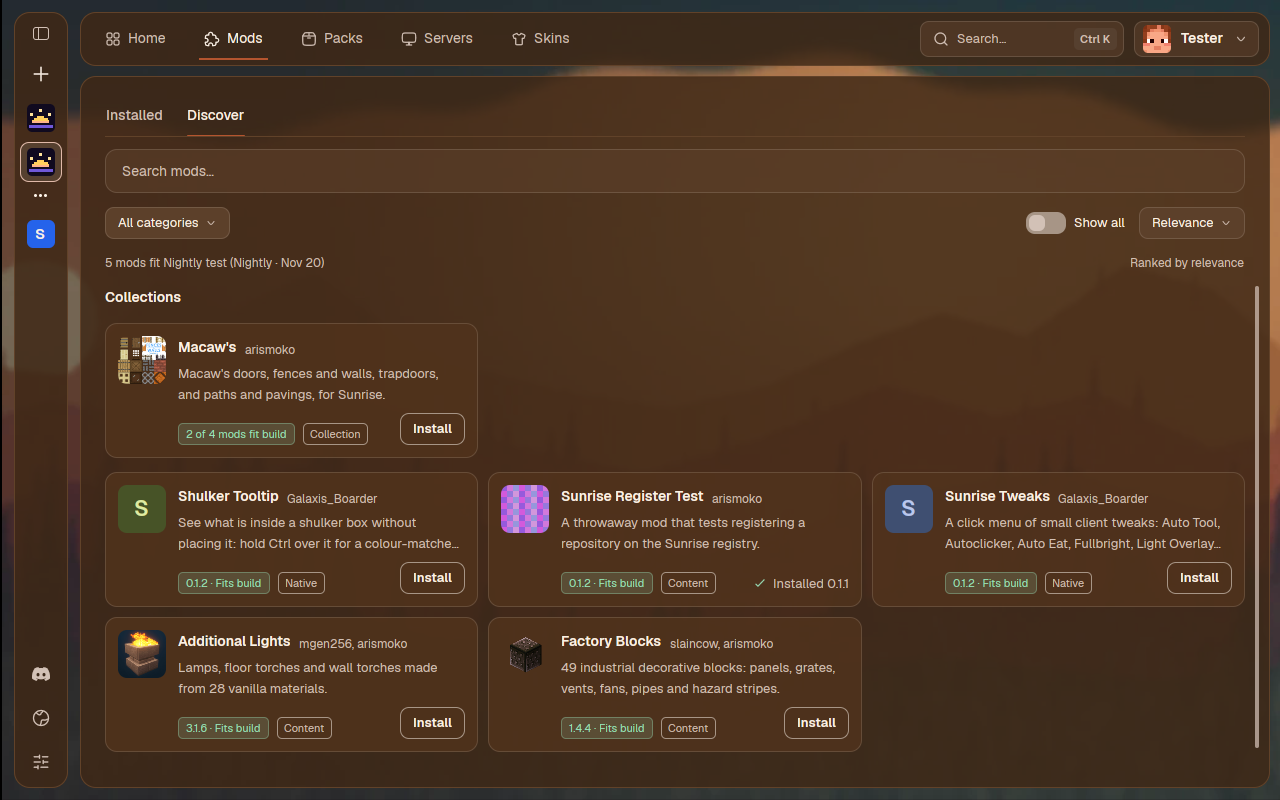 Home
Mods
Packs
Servers
Skins
Search...
Ctrl K
Tester
S
Installed
Discover
Search mods...
All categories
Show all
Relevance
5 mods fit Nightly test (Nightly · Nov 20)
Ranked by relevance
Collections
Macaw's arismoko
Macaw's doors, fences and walls, trapdoors,
and paths and pavings, for Sunrise.
2 of 4 mods fit build
Collection
Install
S
Shulker Tooltip Galaxis_Boarder
See what is inside a shulker box without
placing it: hold Ctrl over it for a colour-matche...
0.1.2 · Fits build
Native
Install
Sunrise Register Test arismoko
A throwaway mod that tests registering a
repository on the Sunrise registry.
0.1.2 · Fits build
Content
Installed 0.1.1
S
Sunrise Tweaks Galaxis_Boarder
A click menu of small client tweaks: Auto Tool,
Autoclicker, Auto Eat, Fullbright, Light Overlay...
0.1.2 · Fits build
Native
Install
Additional Lights mgen256, arismoko
Lamps, floor torches and wall torches made
from 28 vanilla materials.
3.1.6 · Fits build
Content
Install
Factory Blocks slaincow, arismoko
49 industrial decorative blocks: panels, grates,
vents, fans, pipes and hazard stripes.
1.4.4 · Fits build
Content
Install